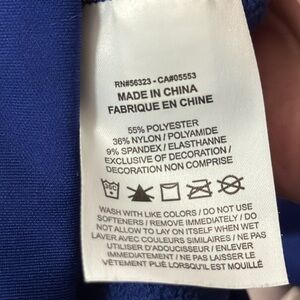 RN#56323 - CA#05553
MADE IN CHINA
FABRIQUE EN CHINE
55% POLYESTER
36% NYLON / POLYAMIDE
9% SPANDEX / ELASTHANNE
EXCLUSIVE OF DECORATION /
DECORATION NON COMPRISE
WASH WITH LIKE COLORS / DO NOT USE
SOFTENERS / REMOVE IMMEDIATELY / DO
NOT ALLOW TO LAY ON ITSELF WHEN WET
LAVER AVEC COULEURS SIMILAIRES / NE PAS
UTILISER D'ADOUCISSEUR / ENLEVER
IMMÉDIATEMENT / NE PAS LAISSER LE
VÊTEMENT PLIÉ LORSQU'IL EST MOUILLÉ